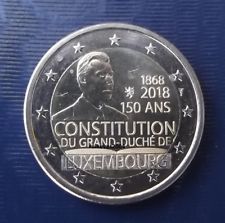 1868
2018
150 ANS
CONSTITUTION
DU GRAND-DUCHÉ DE
LUXEMBOURG